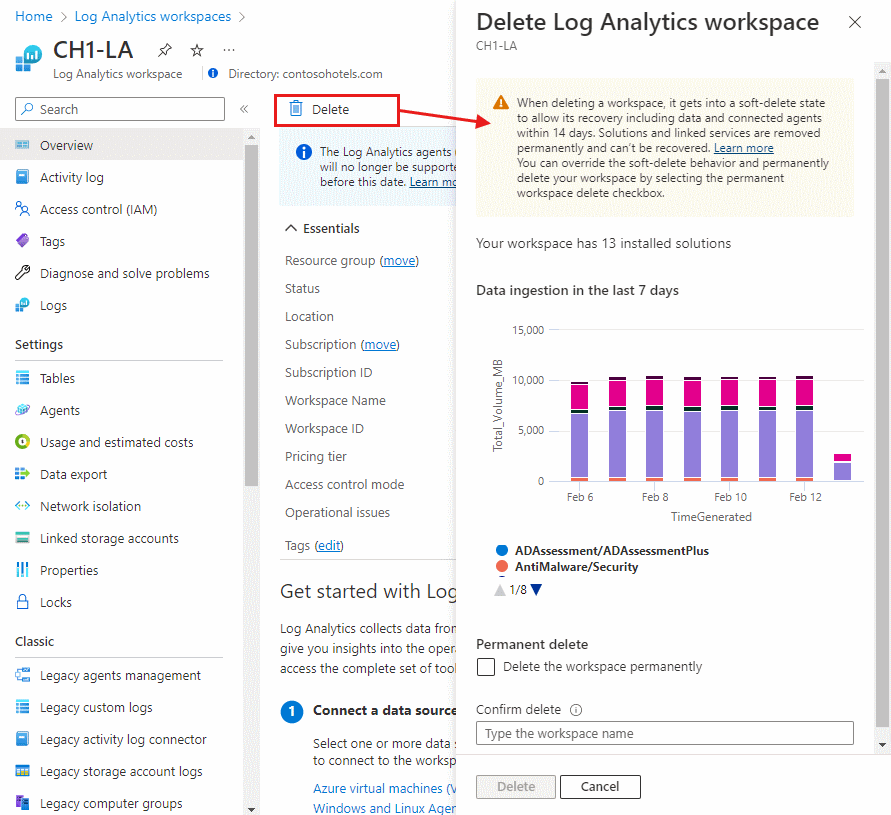 Home > Log Analytics workspaces >
CH1-LA
Log Analytics workspace
Directory: contosohotels.com
Search
Overview
Activity log
Access control (IAM)
Tags
Diagnose and solve problems
Logs
Settings
Tables
Agents
Usage and estimated costs
Data export
Network isolation
Linked storage accounts
Properties
Locks
Classic
Legacy agents management
Legacy custom logs
Legacy activity log connector
Legacy storage account logs
Legacy computer groups
Delete
The Log Analytics agents
will no longer be supporte
before this date. Learn mo
Essentials
Resource group (move)
Status
Location
Subscription (move)
Subscription ID
Workspace Name
Workspace ID
Pricing tier
Access control mode
Operational issues
Tags (edit)
Get started with Log
Log Analytics collects data from
give you insights into the opera
access the complete set of tool
1 Connect a data source
Select one or more data s
to connect to the worksp
Azure virtual machines (V
Windows and Linux Agen
Delete Log Analytics workspace
CH1-LA
When deleting a workspace, it gets into a soft-delete state
to allow its recovery including data and connected agents
within 14 days. Solutions and linked services are removed
permanently and can't be recovered. Learn more
You can override the soft-delete behavior and permanently
delete your workspace by selecting the permanent
workspace delete checkbox.
Your workspace has 13 installed solutions
Data ingestion in the last 7 days
Total_Volume_MB
15,000
10,000
5,000
0
Feb 6 Feb 8 Feb 10 Feb 12
TimeGenerated
ADAssessment/ADAssessmentPlus
AntiMalware/Security
1/8
Permanent delete
Delete the workspace permanently
Confirm delete
Type the workspace name
Delete Cancel